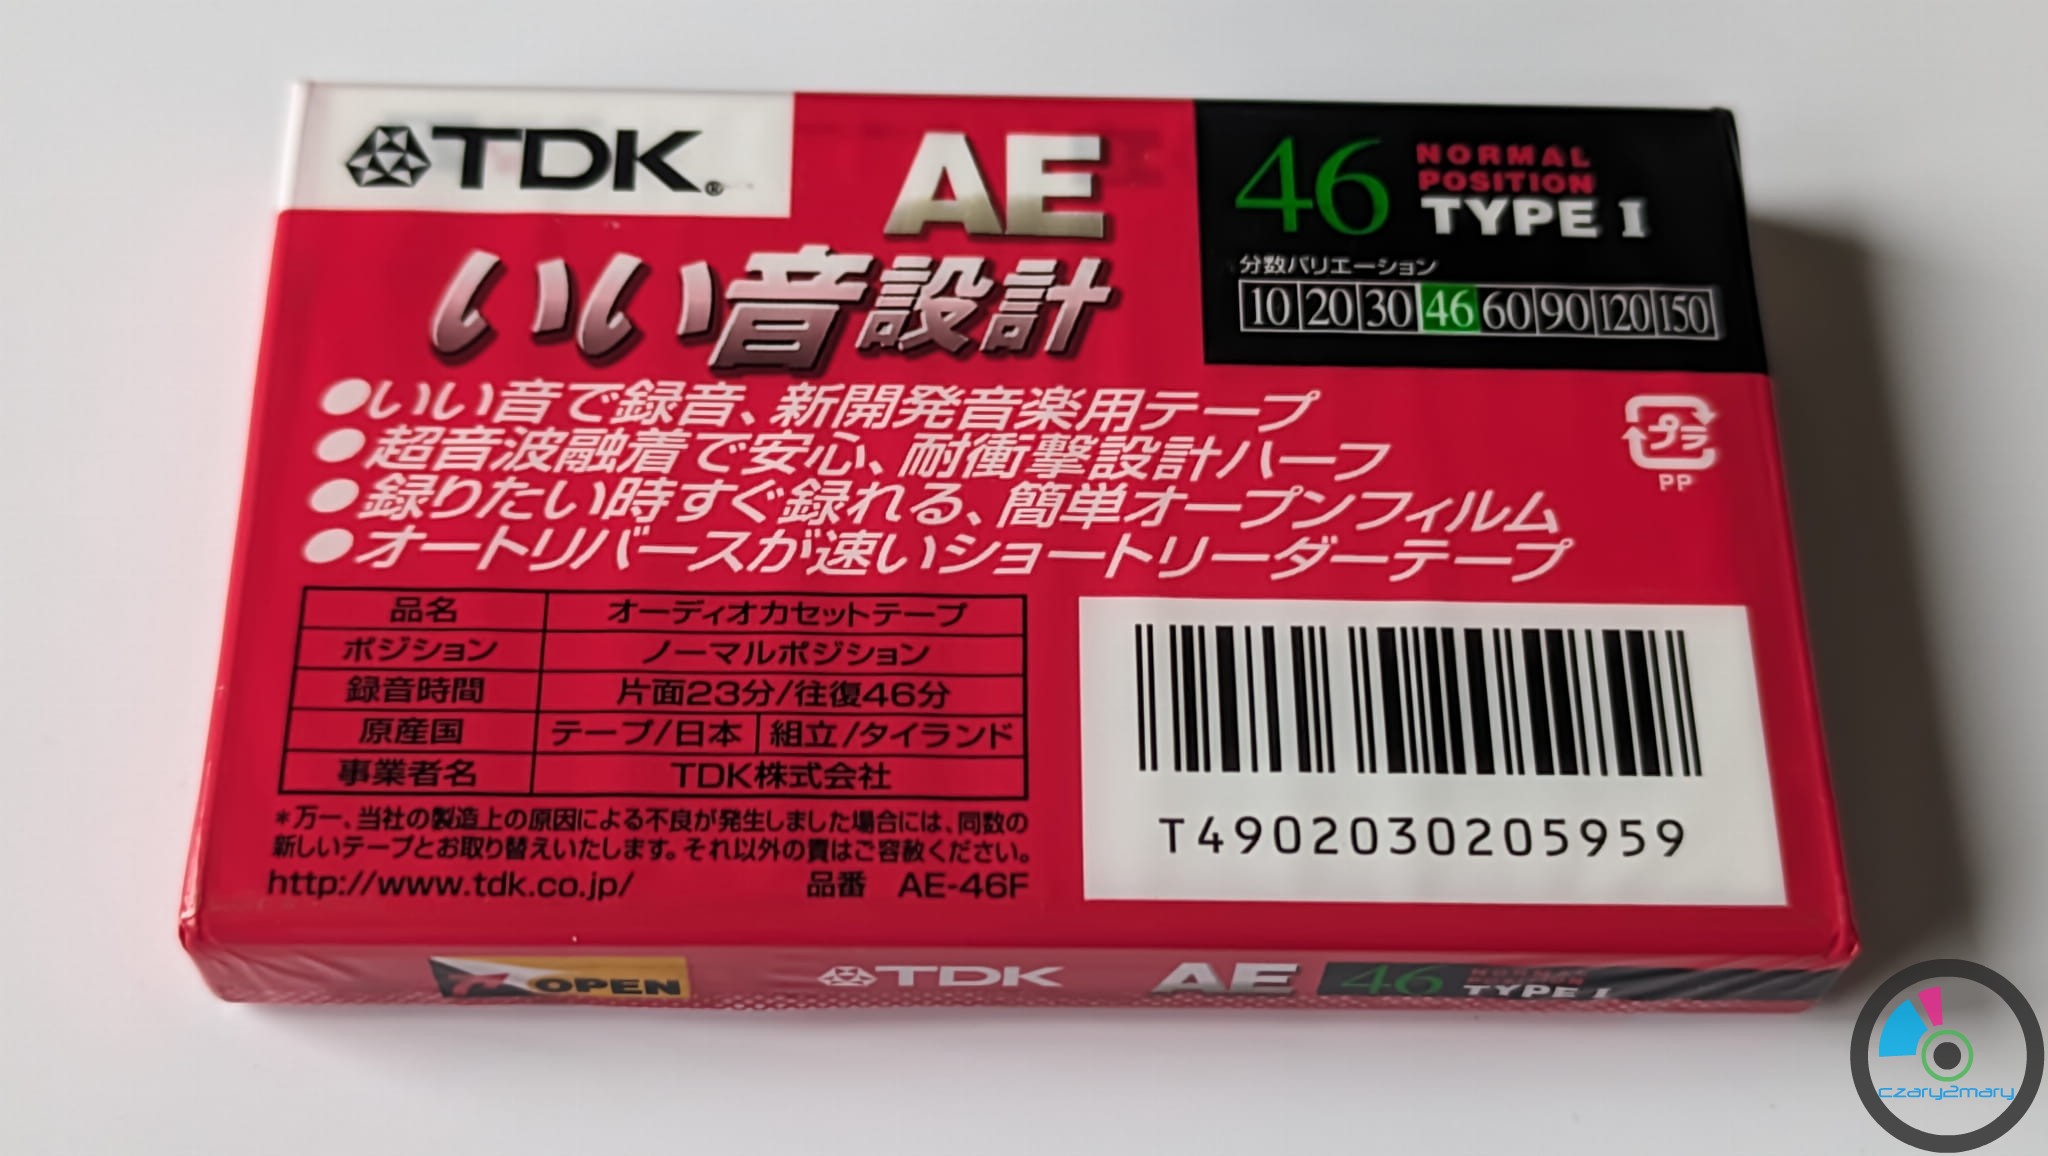 TDK®
AE
いい音設計
46
NORMAL
POSITION
TYPE I
分数バリエーション
10 20 30 46 60 90 120 150
●いい音で録音、新開発音楽用テープ
●超音波融着で安心、耐衝撃設計ハーフ
●録りたい時すぐ録れる、簡単オープンフィルム
●オートリバースが速いショートリーダーテープ
プラ
PP
品名 オーディオカセットテープ
ポジション ノーマルポジション
録音時間 片面23分/往復46分
原産国 テープ/日本 組立/タイランド
事業者名 TDK株式会社
*万一、当社の製造上の原因による不良が発生しました場合には、同数の
新しいテープとお取り替えいたします。それ以外の責はご容赦ください。
http://www.tdk.co.jp/ 品番 AE-46F
T4902030205959
OPEN
TDK
AE
46
NORMAL
POSITION
TYPE I
czary2mary